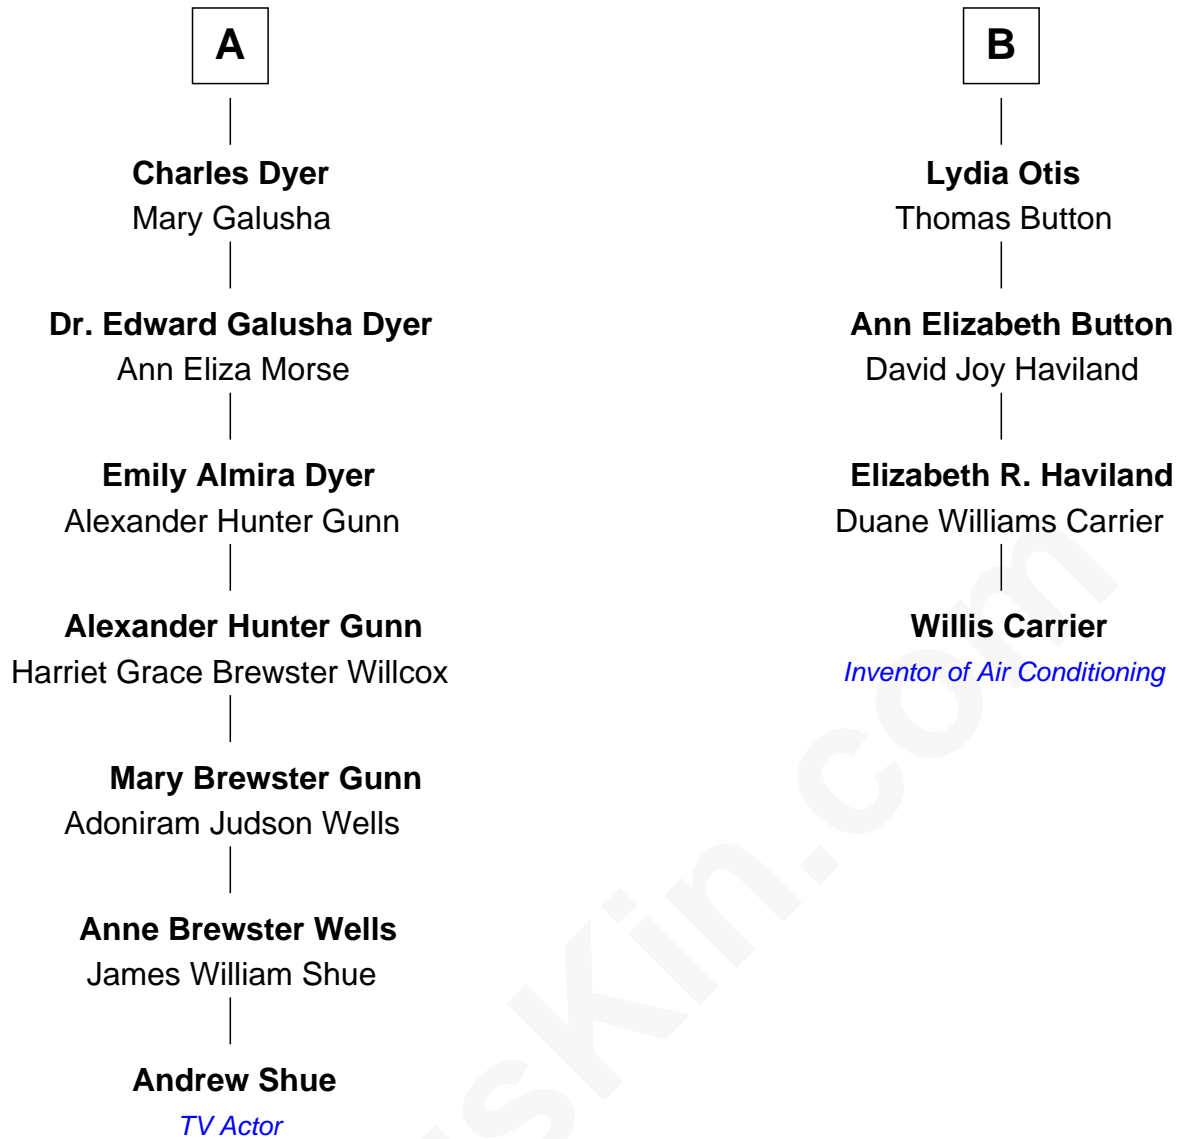 A
Charles Dyer
Mary Galusha
Dr. Edward Galusha Dyer
Ann Eliza Morse
Emily Almira Dyer
Alexander Hunter Gunn
Alexander Hunter Gunn
Harriet Grace Brewster Willcox
Mary Brewster Gunn
Adoniram Judson Wells
Anne Brewster Wells
James William Shue
Andrew Shue
TV Actor
B
Lydia Otis
Thomas Button
Ann Elizabeth Button
David Joy Haviland
Elizabeth R. Haviland
Duane Williams Carrier
Willis Carrier
Inventor of Air Conditioning
sKin.com